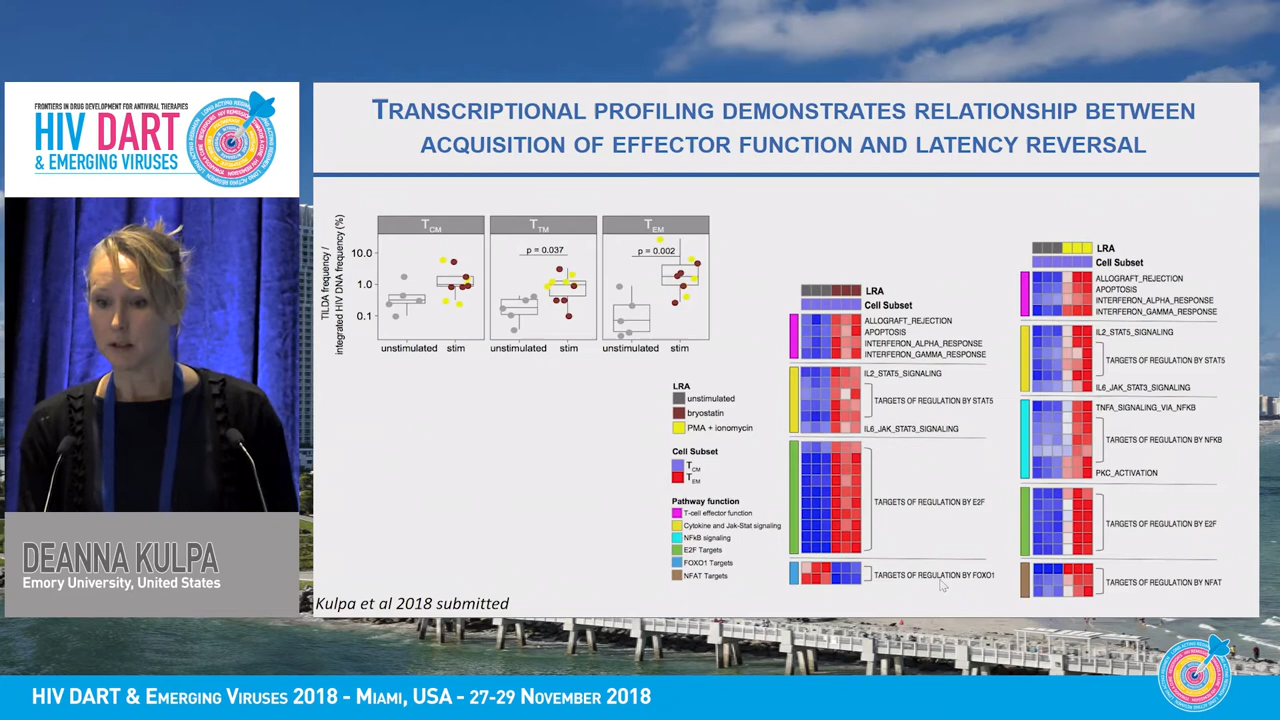 FRONTIERS IN DRUG DEVELOPMENT FOR ANTIVIRAL THERAPIES
HIV DART
& EMERGING VIRUSES
DEANNA KULPA
Emory University, United States
TRANSCRIPTIONAL PROFILING DEMONSTRATES RELATIONSHIP BETWEEN
ACQUISITION OF EFFECTOR FUNCTION AND LATENCY REVERSAL
TILDA frequency /
integrated HIV DNA frequency (%)
TCM
TTM
TEM
p = 0.037
p = 0.002
10.0
1.0
0.1
unstimulated stim
unstimulated stim
unstimulated stim
LRA
unstimulated
bryostatin
PMA + ionomycin
Cell Subset
TCM
TEM
Pathway function
T-cell effector function
Cytokine and Jak-Stat signaling
NFkB signaling
E2F Targets
FOXO1 Targets
NFAT Targets
LRA
Cell Subset
ALLOGRAFT_REJECTION
APOPTOSIS
INTERFERON_ALPHA_RESPONSE
INTERFERON_GAMMA_RESPONSE
IL2_STAT5_SIGNALING
TARGETS OF REGULATION BY STAT5
IL6_JAK_STAT3_SIGNALING
TARGETS OF REGULATION BY E2F
TARGETS OF REGULATION BY FOXO1
LRA
Cell Subset
ALLOGRAFT_REJECTION
APOPTOSIS
INTERFERON_ALPHA_RESPONSE
INTERFERON_GAMMA_RESPONSE
IL2_STAT5_SIGNALING
TARGETS OF REGULATION BY STAT5
IL6_JAK_STAT3_SIGNALING
TNFA_SIGNALING_VIA_NFKB
TARGETS OF REGULATION BY NFKB
PKC_ACTIVATION
TARGETS OF REGULATION BY E2F
TARGETS OF REGULATION BY NFAT
Kulpa et al 2018 submitted
HIV DART & EMERGING VIRUSES 2018 - MIAMI, USA - 27-29 NOVEMBER 2018